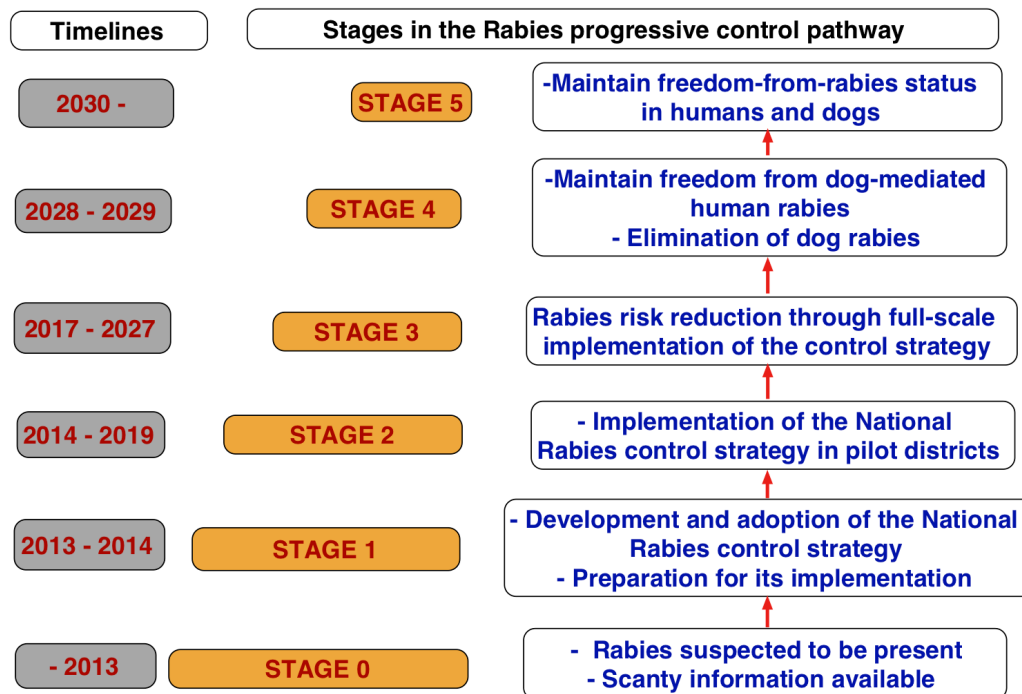 Timelines
Stages in the Rabies progressive control pathway
2030 -
STAGE 5
-Maintain freedom-from-rabies status
in humans and dogs
2028 - 2029
STAGE 4
-Maintain freedom from dog-mediated
human rabies
- Elimination of dog rabies
2017 - 2027
STAGE 3
Rabies risk reduction through full-scale
implementation of the control strategy
2014 - 2019
STAGE 2
- Implementation of the National
Rabies control strategy in pilot districts
2013 - 2014
STAGE 1
- Development and adoption of the National
Rabies control strategy
- Preparation for its implementation
- 2013
STAGE 0
- Rabies suspected to be present
- Scanty information available